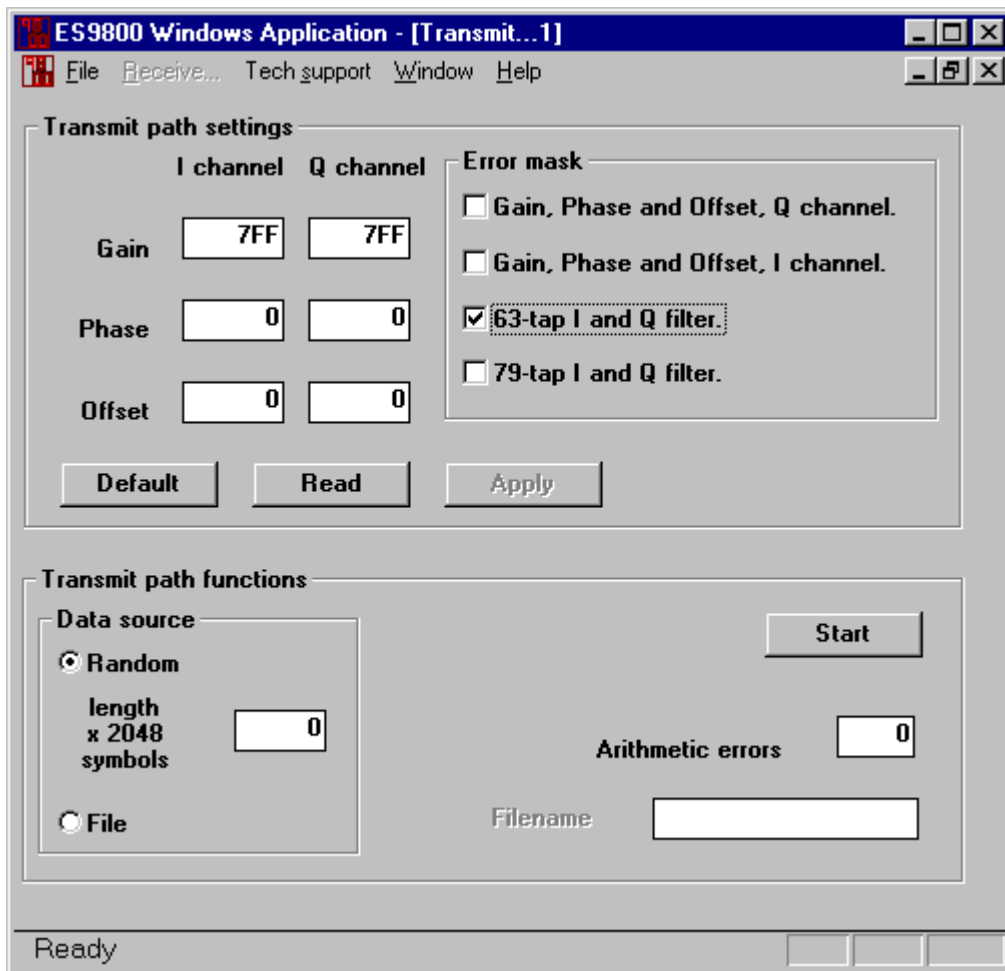 ES9800 Windows Application - [Transmit...1]
File Receive... Tech support Window Help
Transmit path settings
I channel Q channel
Gain 7FF 7FF
Phase 0 0
Offset 0 0
Error mask
Gain, Phase and Offset, Q channel.
Gain, Phase and Offset, I channel.
63-tap I and Q filter.
79-tap I and Q filter.
Default Read Apply
Transmit path functions
Data source
Random
length
x 2048
symbols
0
File
Start
Arithmetic errors 0
Filename
Ready